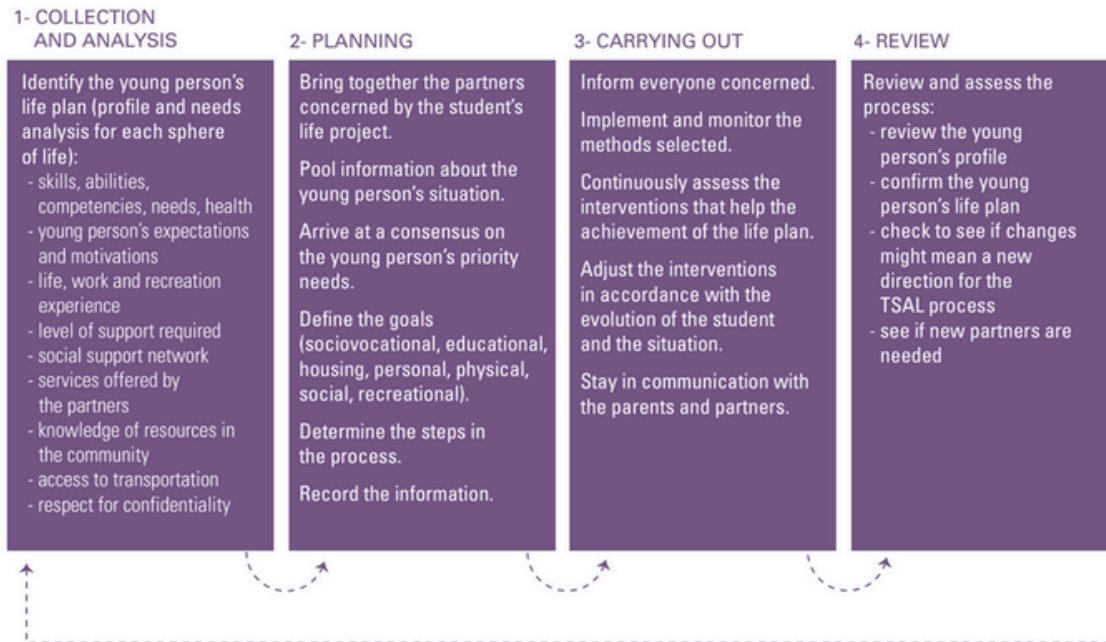 1- COLLECTION
AND ANALYSIS
Identify the young person's
life plan (profile and needs
analysis for each sphere
of life):
- skills, abilities,
competencies, needs, health
- young person's expectations
and motivations
- life, work and recreation
experience
- level of support required
- social support network
- services offered by
the partners
- knowledge of resources in
the community
- access to transportation
- respect for confidentiality
2- PLANNING
Bring together the partners
concerned by the student's
life project.
Pool information about the
young person's situation.
Arrive at a consensus on
the young person's priority
needs.
Define the goals
(sociovocational, educational,
housing, personal, physical,
social, recreational).
Determine the steps in
the process.
Record the information.
3- CARRYING OUT
Inform everyone concerned.
Implement and monitor the
methods selected.
Continuously assess the
interventions that help the
achievement of the life plan.
Adjust the interventions
in accordance with the
evolution of the student
and the situation.
Stay in communication with
the parents and partners.
4- REVIEW
Review and assess the
process:
- review the young
person's profile
- confirm the young
person's life plan
- check to see if changes
might mean a new
direction for the
TSAL process
- see if new partners are
needed